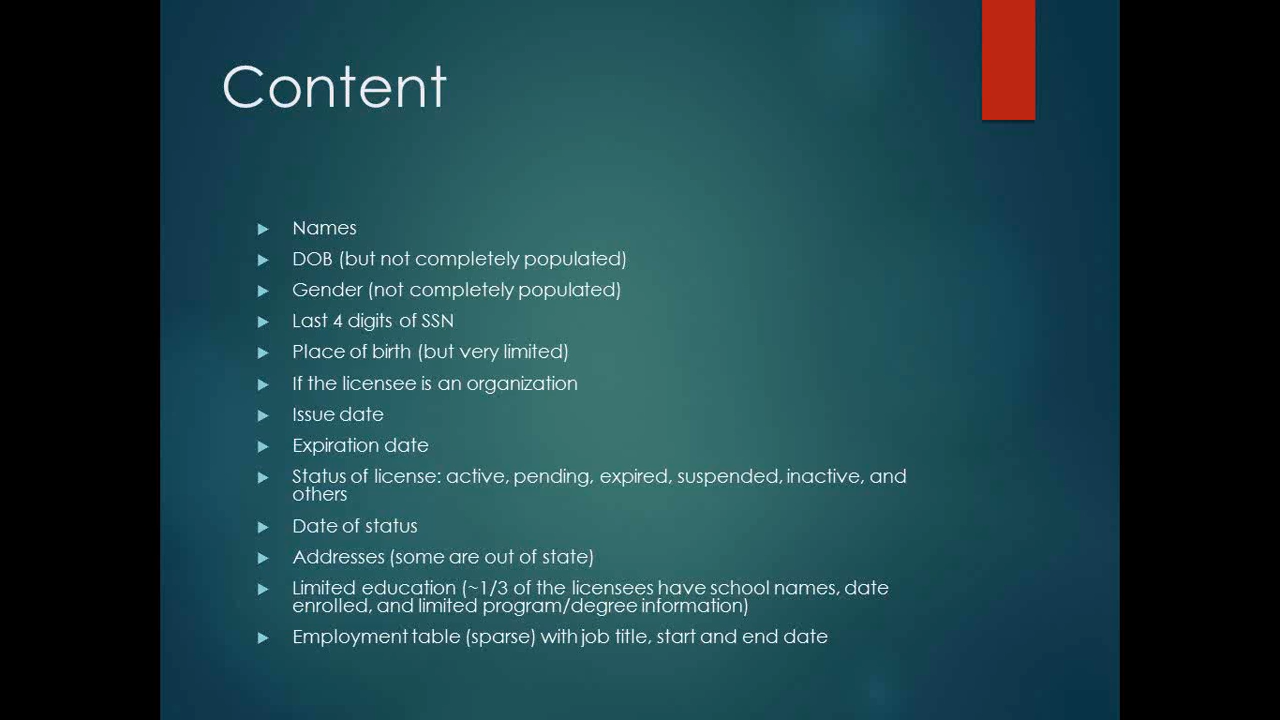 Content
Names
DOB (but not completely populated)
Gender (not completely populated)
Last 4 digits of SSN
Place of birth (but very limited)
If the licensee is an organization
Issue date
Expiration date
Status of license: active, pending, expired, suspended, inactive, and
others
Date of status
Addresses (some are out of state)
Limited education (~1/3 of the licensees have school names, date
enrolled, and limited program/degree information)
Employment table (sparse) with job title, start and end date